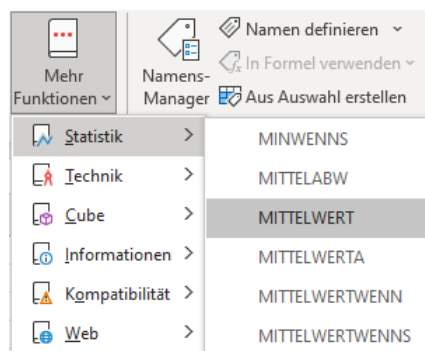 Mehr
Funktionen
Namens-
Manager
Namen definieren
In Formel verwenden
Aus Auswahl erstellen
Statistik
Technik
Cube
Informationen
Kompatibilität
Web
MINWENNS
MITTELABW
MITTELWERT
MITTELWERTA
MITTELWERTWENN
MITTELWERTWENNS